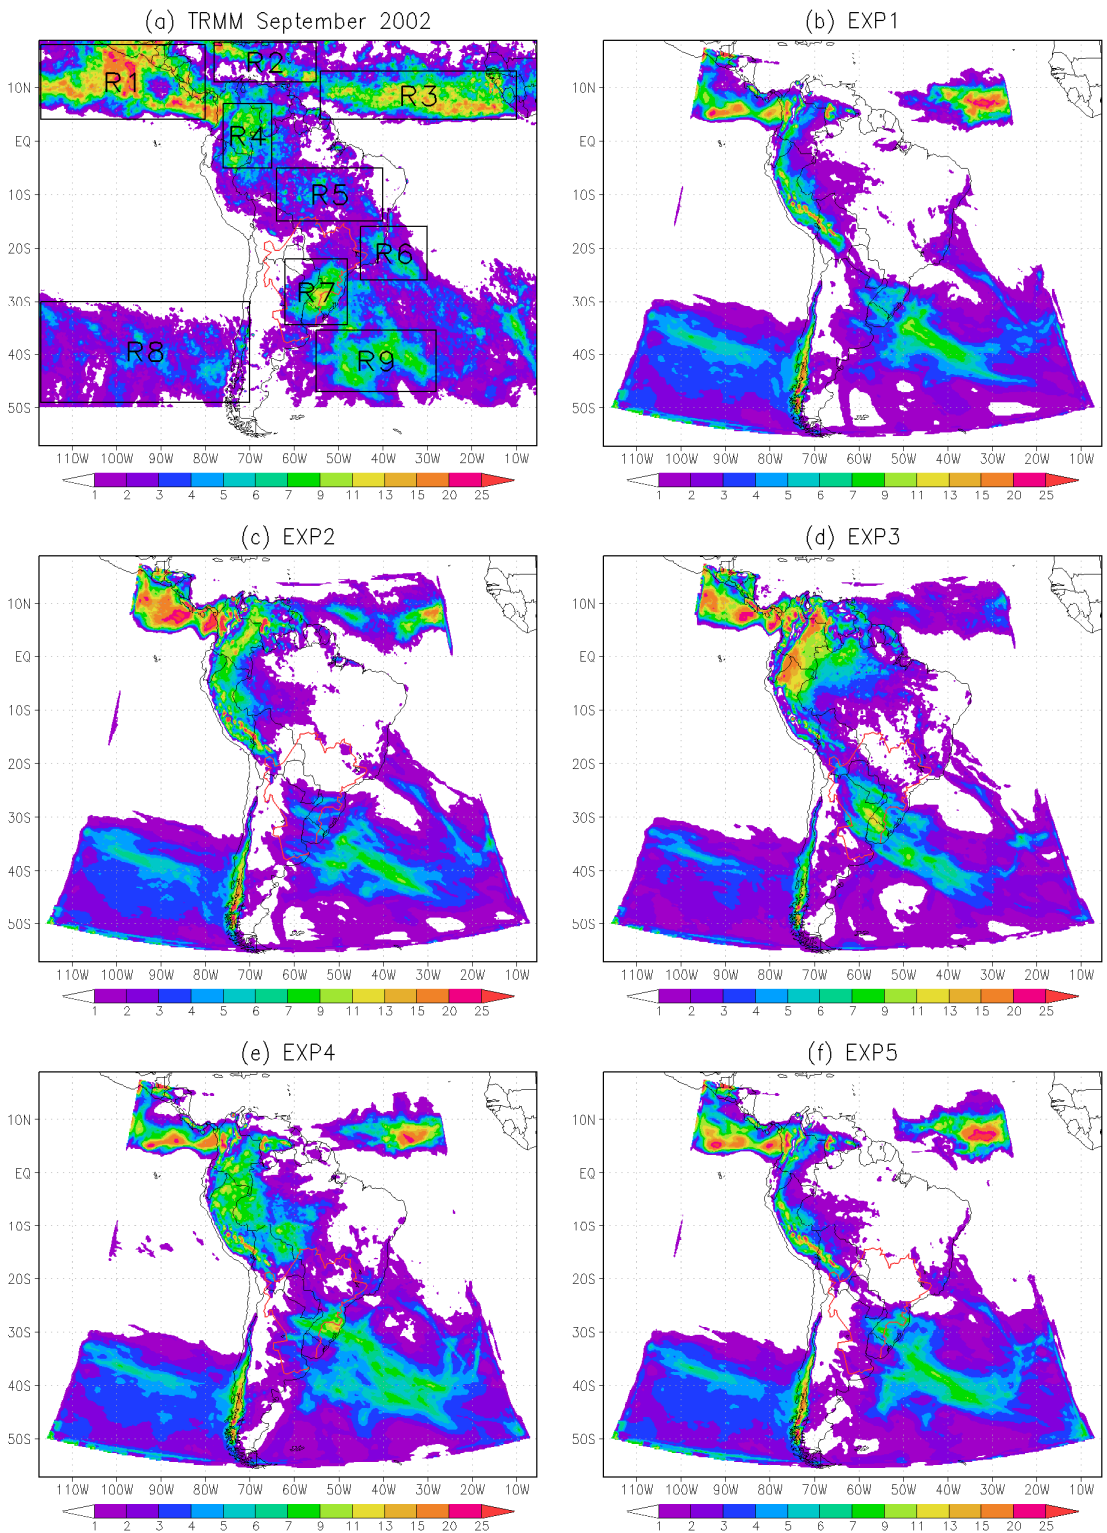 (a) TRMM September 2002
(b) EXP1
R1
R2
R3
R4
R5
R6
R7
R8
R9
10N
EQ
10S
20S
30S
40S
50S
110W 100W 90W 80W 70W 60W 50W 40W 30W 20W 10W
1 2 3 4 5 6 7 9 11 13 15 20 25
10N
EQ
10S
20S
30S
40S
50S
110W 100W 90W 80W 70W 60W 50W 40W 30W 20W 10W
1 2 3 4 5 6 7 9 11 13 15 20 25
(c) EXP2
(d) EXP3
10N
EQ
10S
20S
30S
40S
50S
110W 100W 90W 80W 70W 60W 50W 40W 30W 20W 10W
1 2 3 4 5 6 7 9 11 13 15 20 25
10N
EQ
10S
20S
30S
40S
50S
110W 100W 90W 80W 70W 60W 50W 40W 30W 20W 10W
1 2 3 4 5 6 7 9 11 13 15 20 25
(e) EXP4
(f) EXP5
10N
EQ
10S
20S
30S
40S
50S
110W 100W 90W 80W 70W 60W 50W 40W 30W 20W 10W
1 2 3 4 5 6 7 9 11 13 15 20 25
10N
EQ
10S
20S
30S
40S
50S
110W 100W 90W 80W 70W 60W 50W 40W 30W 20W 10W
1 2 3 4 5 6 7 9 11 13 15 20 25